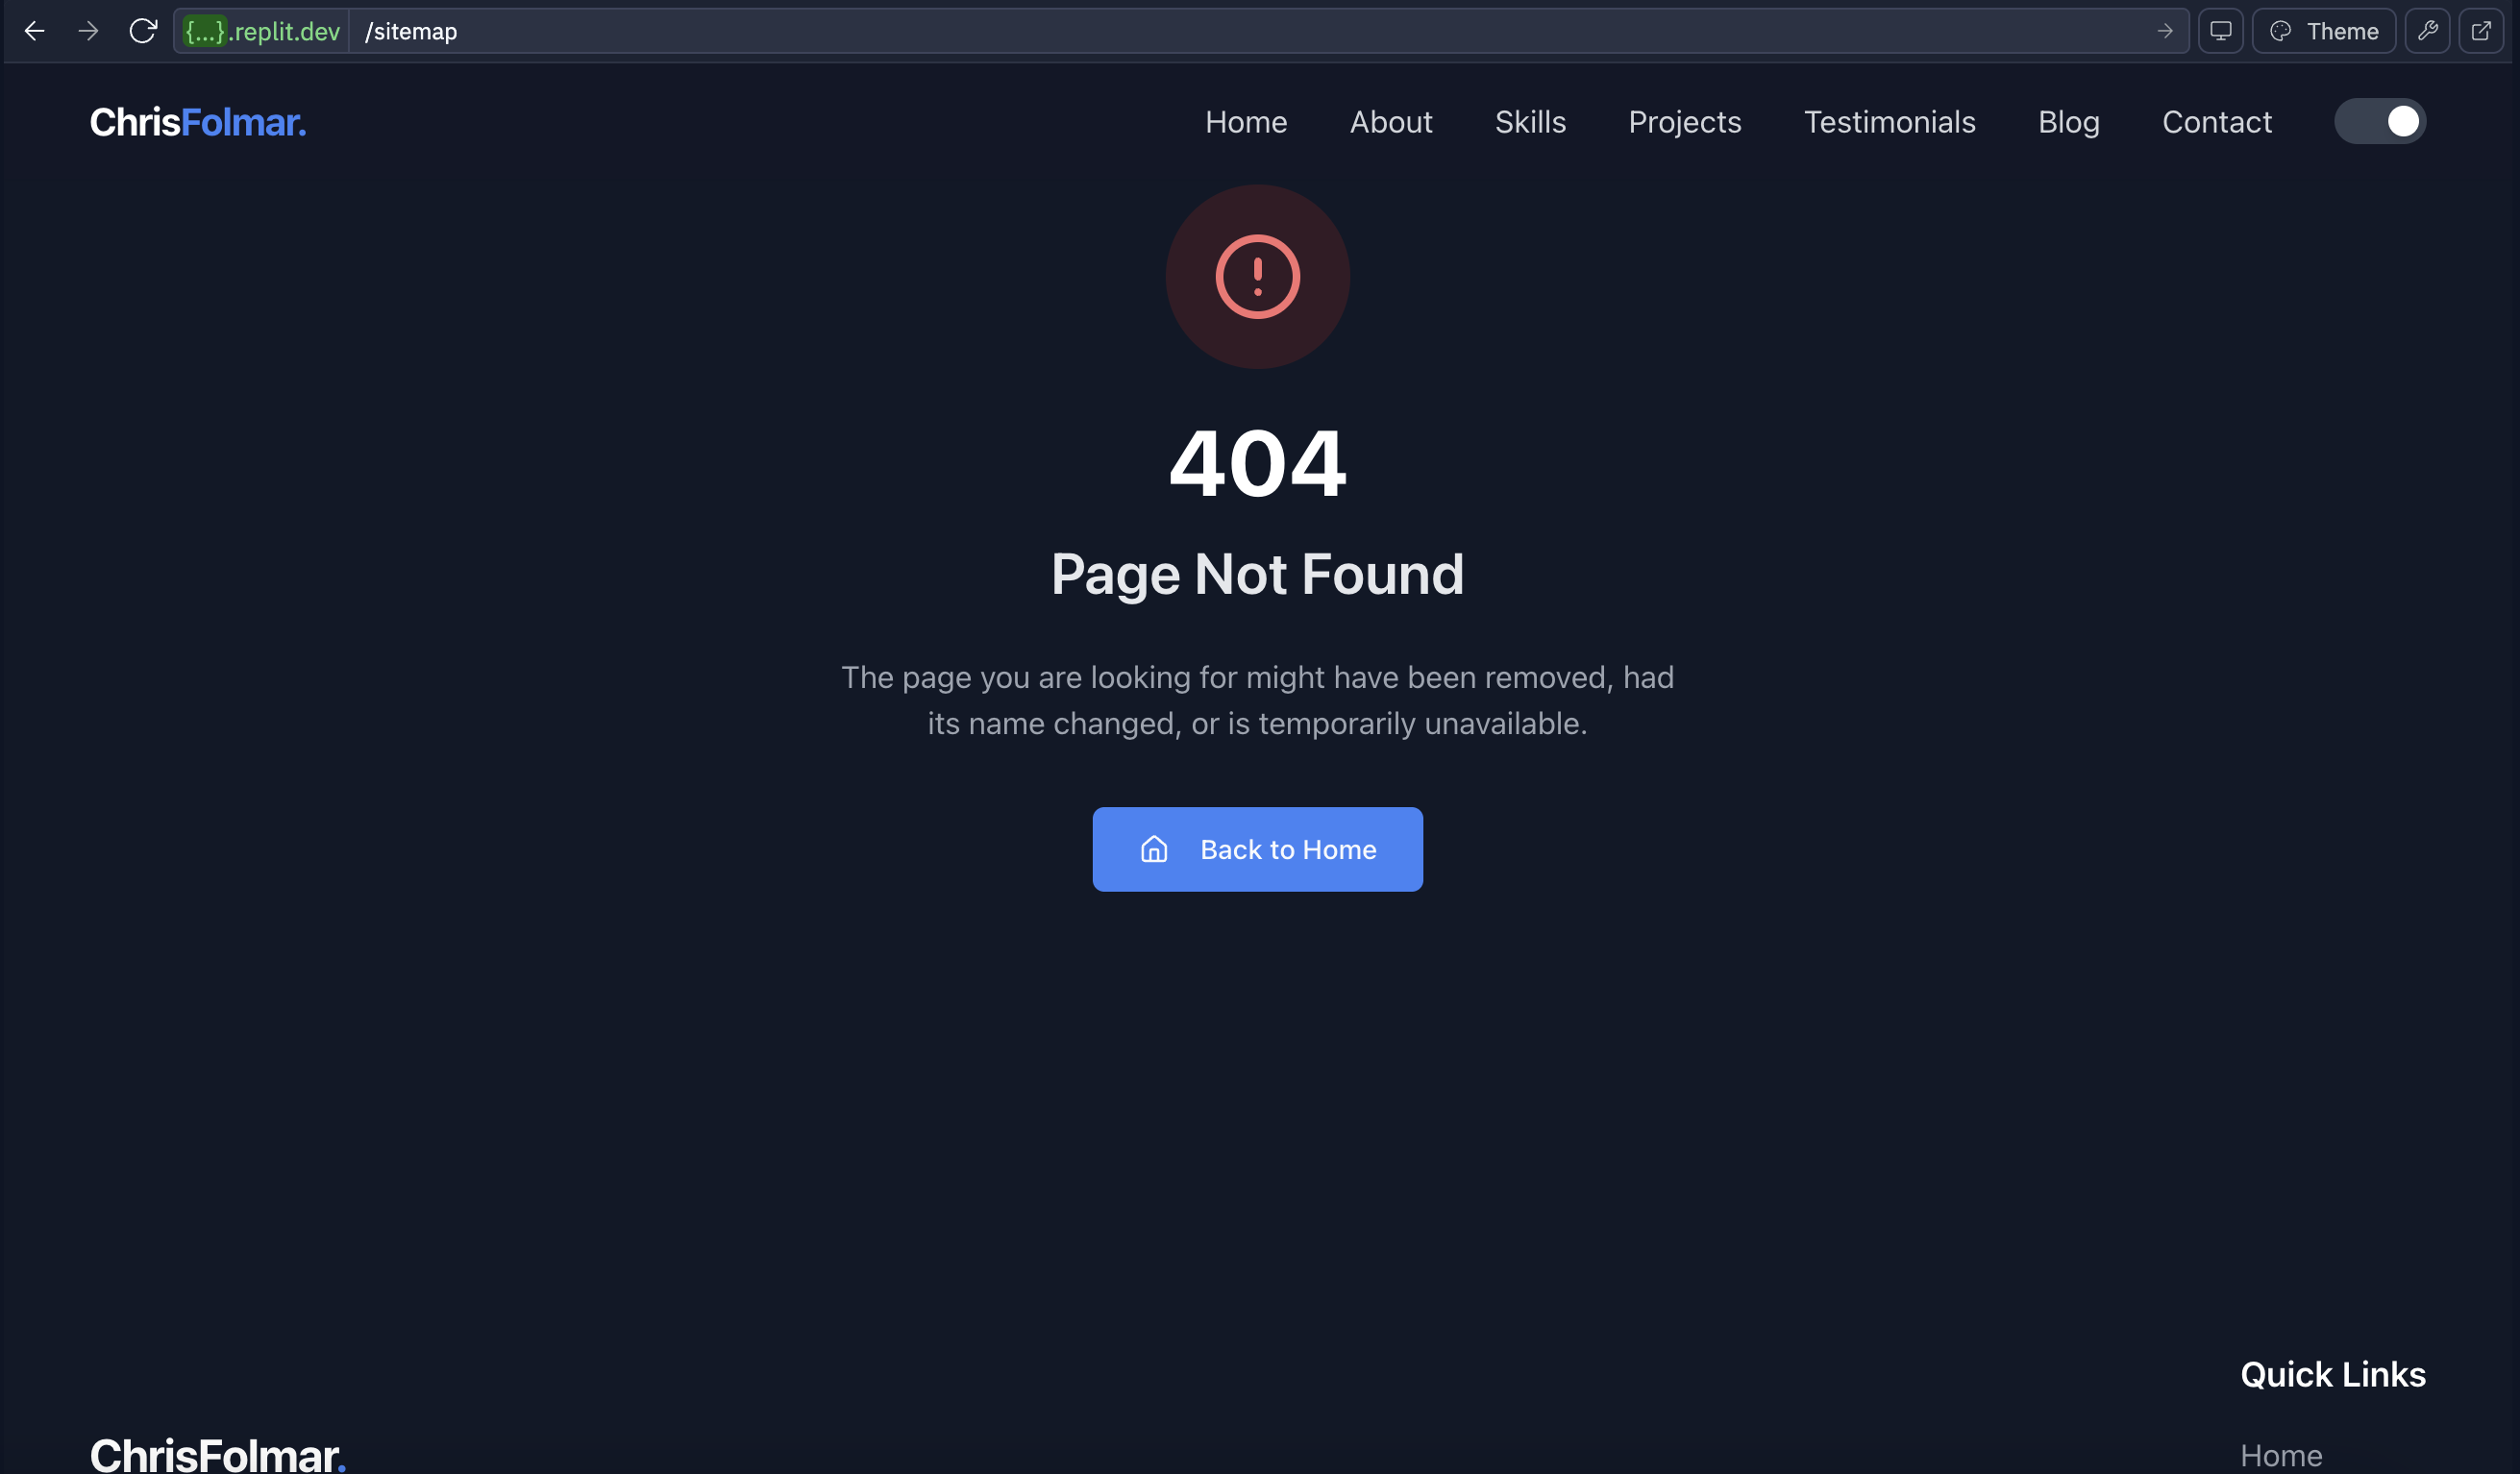 {...}.replit.dev /sitemap
Theme
ChrisFolmar.
Home About Skills Projects Testimonials Blog Contact
404
Page Not Found
The page you are looking for might have been removed, had
its name changed, or is temporarily unavailable.
Back to Home
Quick Links
ChrisFolmar.
Home